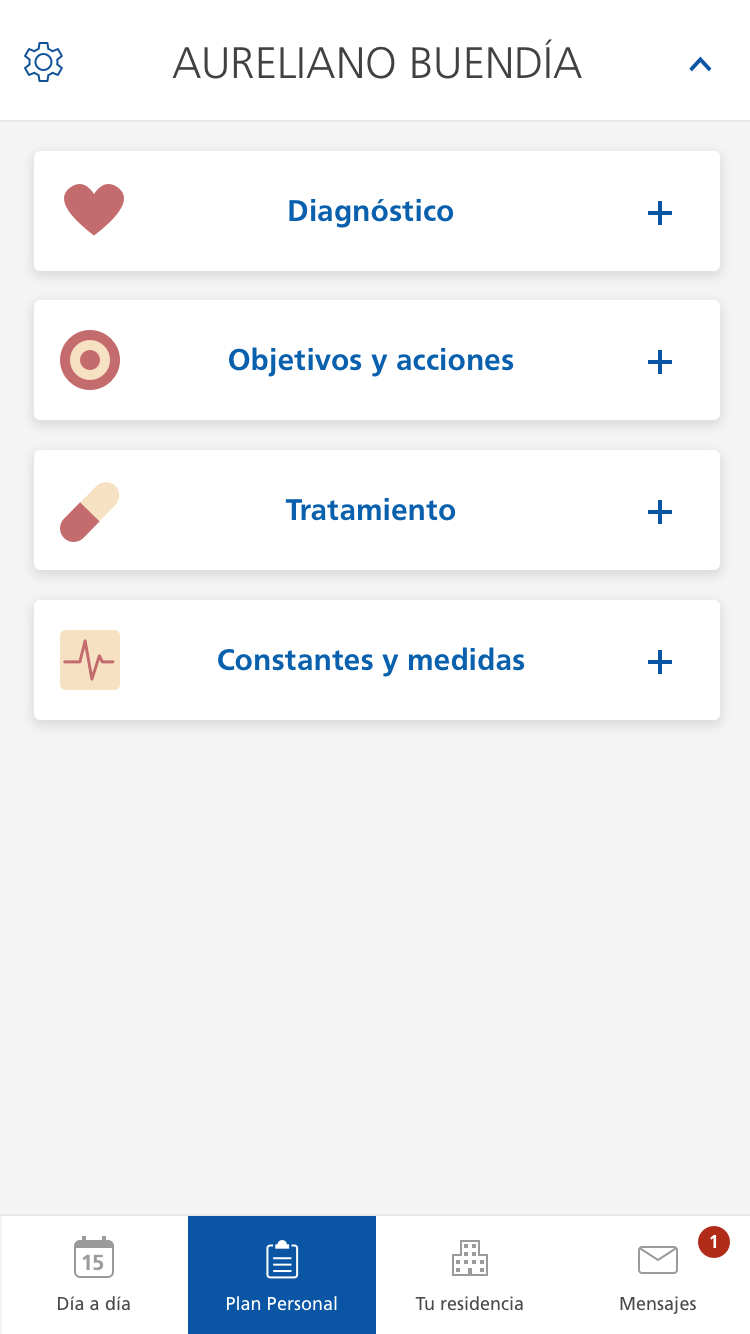 AURELIANO BUENDÍA
Diagnóstico
Objetivos y acciones
Tratamiento
Constantes y medidas
15
1
Día a día
Plan Personal
Tu residencia
Mensajes